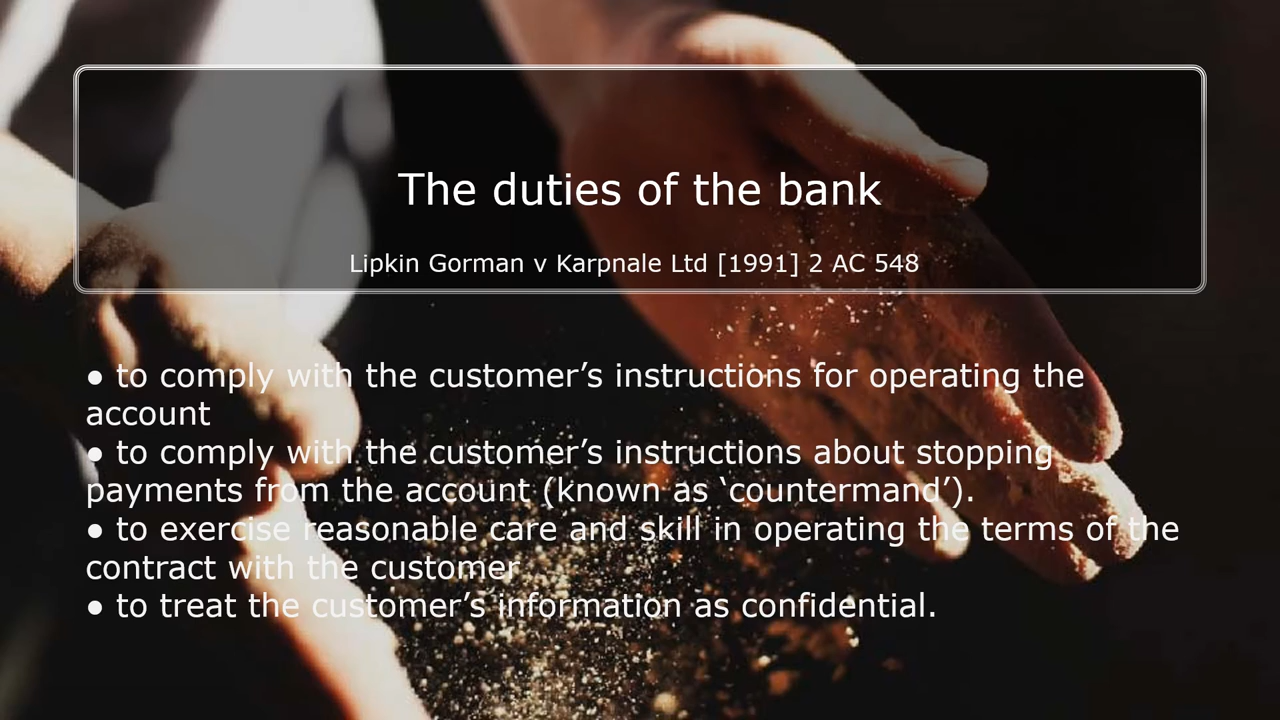 The duties of the bank
Lipkin Gorman v Karpnale Ltd [1991] 2 AC 548
● to comply with the customer’s instructions for operating the
account
● to comply with the customer’s instructions about stopping
payments from the account (known as ‘countermand’).
● to exercise reasonable care and skill in operating the terms of the
contract with the customer
● to treat the customer’s information as confidential.